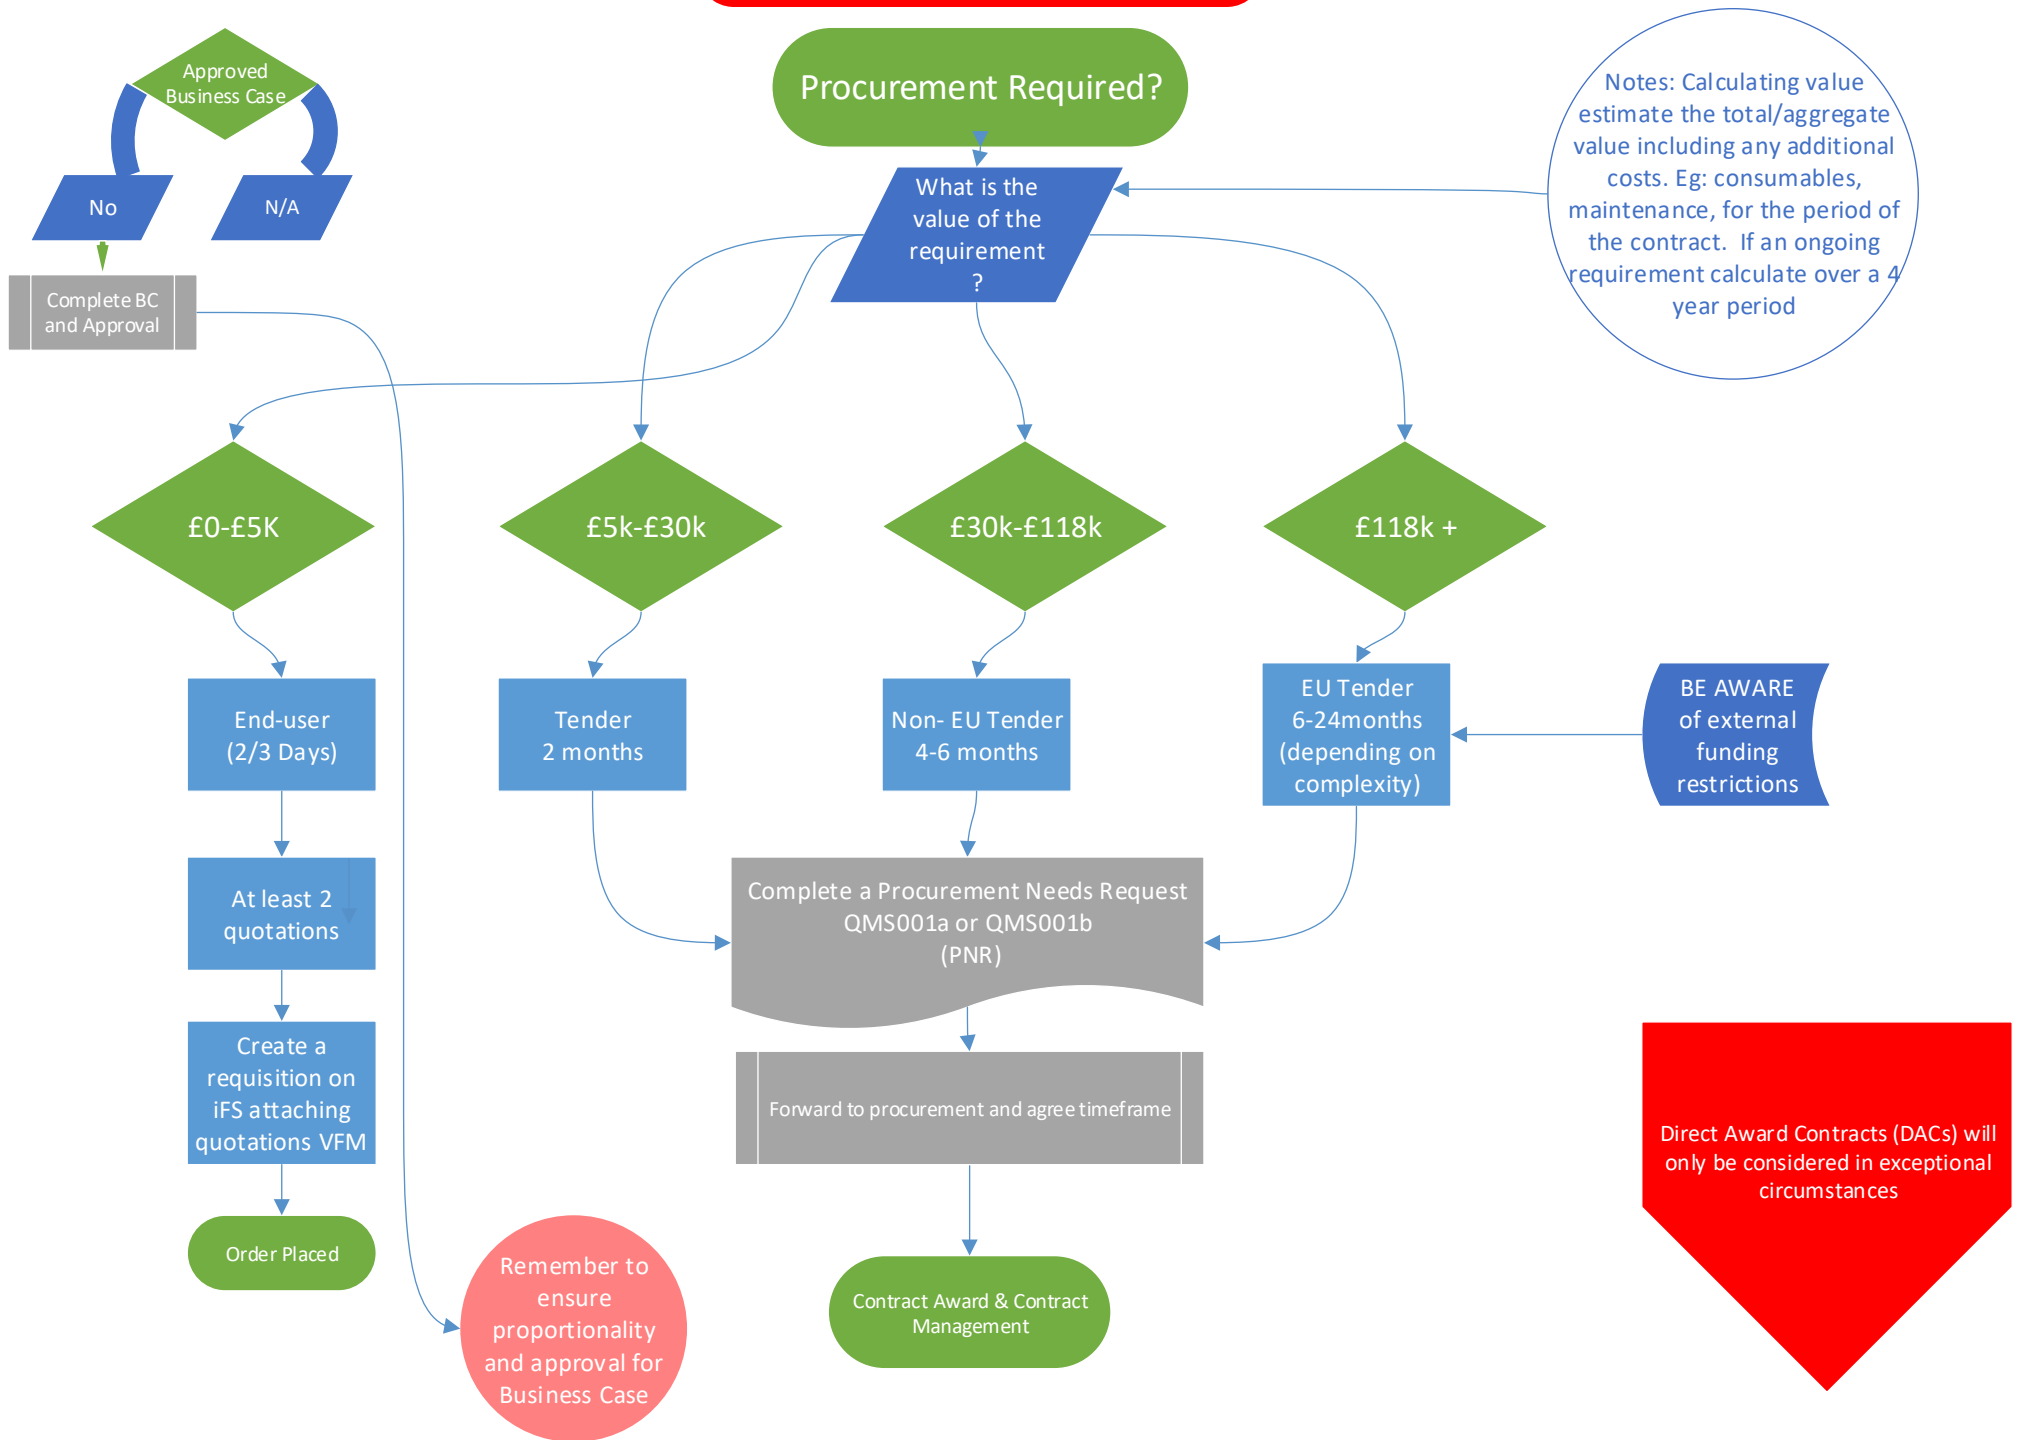 Approved
Business Case
No
N/A
Complete BC
and Approval
Procurement Required?
What is the
value of the
requirement
?
Notes: Calculating value
estimate the total/aggregate
value including any additional
costs. Eg: consumables,
maintenance, for the period of
the contract.  If an ongoing
requirement calculate over a 4
year period
£0-£5K
£5k-£30k
£30k-£118k
£118k +
End-user
(2/3 Days)
Tender
2 months
Non- EU Tender
4-6 months
EU Tender
6-24months
(depending on
complexity)
BE AWARE
of external
funding
restrictions
At least 2
quotations
Complete a Procurement Needs Request
QMS001a or QMS001b
(PNR)
Create a
requisition on
iFS attaching
quotations VFM
Forward to procurement and agree timeframe
Direct Award Contracts (DACs) will
only be considered in exceptional
circumstances
Order Placed
Remember to
ensure
proportionality
and approval for
Business Case
Contract Award & Contract
Management